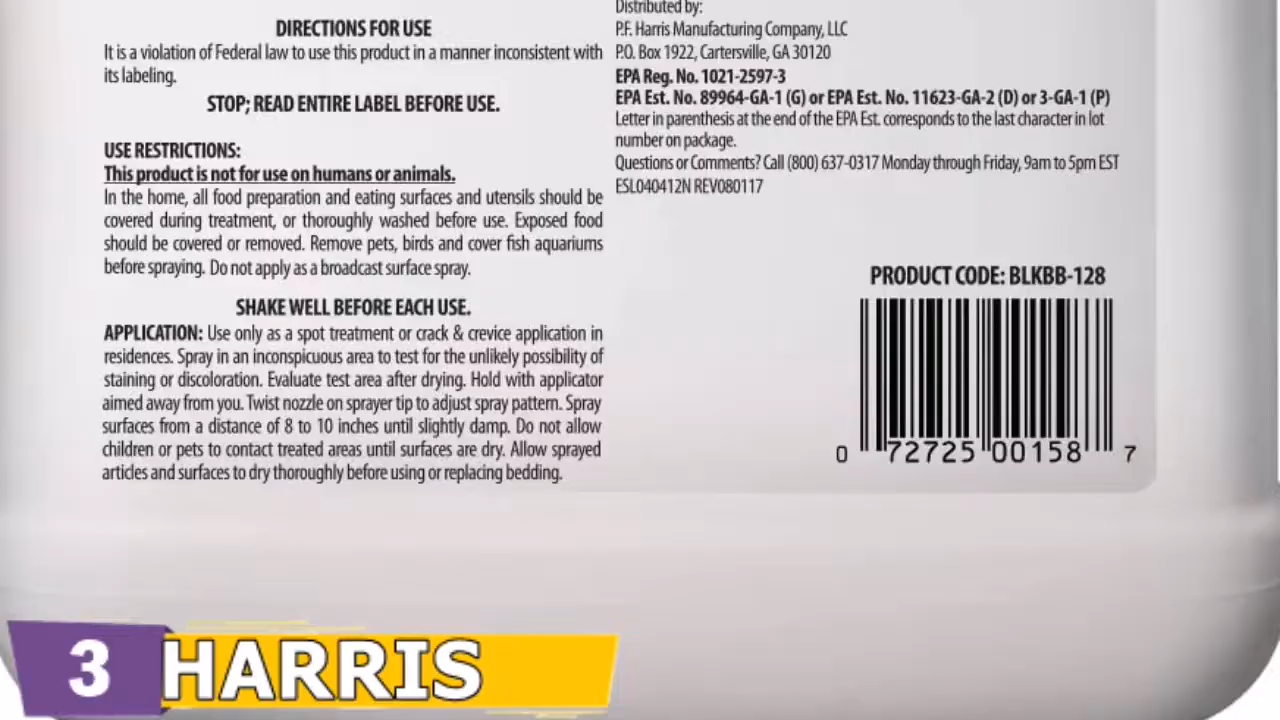 DIRECTIONS FOR USE
It is a violation of Federal law to use this product in a manner inconsistent with
its labeling.
STOP; READ ENTIRE LABEL BEFORE USE.
USE RESTRICTIONS:
This product is not for use on humans or animals.
In the home, all food preparation and eating surfaces and utensils should be
covered during treatment, or thoroughly washed before use. Exposed food
should be covered or removed. Remove pets, birds and cover fish aquariums
before spraying. Do not apply as a broadcast surface spray.
SHAKE WELL BEFORE EACH USE.
APPLICATION: Use only as a spot treatment or crack & crevice application in
residences. Spray in an inconspicuous area to test for the unlikely possibility of
staining or discoloration. Evaluate test area after drying. Hold with applicator
aimed away from you. Twist nozzle on sprayer tip to adjust spray pattern. Spray
surfaces from a distance of 8 to 10 inches until slightly damp. Do not allow
children or pets to contact treated areas until surfaces are dry. Allow sprayed
articles and surfaces to dry thoroughly before using or replacing bedding.
Distributed by:
P.F. Harris Manufacturing Company, LLC
P.O. Box 1922, Cartersville, GA 30120
EPA Reg. No. 1021-2597-3
EPA Est. No. 89964-GA-1 (G) or EPA Est. No. 11623-GA-2 (D) or 3-GA-1 (P)
Letter in parenthesis at the end of the EPA Est. corresponds to the last character in lot
number on package.
Questions or Comments? Call (800) 637-0317 Monday through Friday, 9am to 5pm EST
ESL040412N REV080117
PRODUCT CODE: BLKBB-128
0 72725 00158 7
3 HARRIS